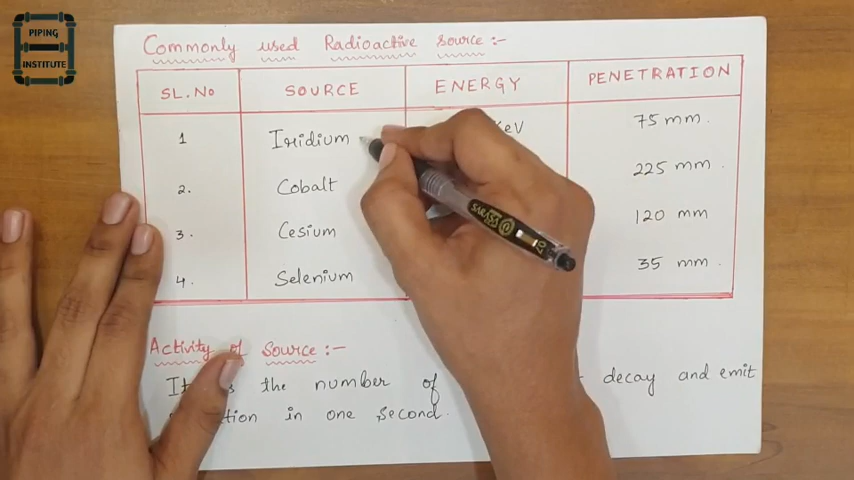 PIPING
INSTITUTE
Commonly used Radioactive source :-
SL.No SOURCE ENERGY PENETRATION
1 Iridium KeV 75 mm.
2. Cobalt 225 mm
3. Cesium 120 mm
4. Selenium 35 mm.
Activity of Source :-
It the number of decay and emit
in one second.
SARASA